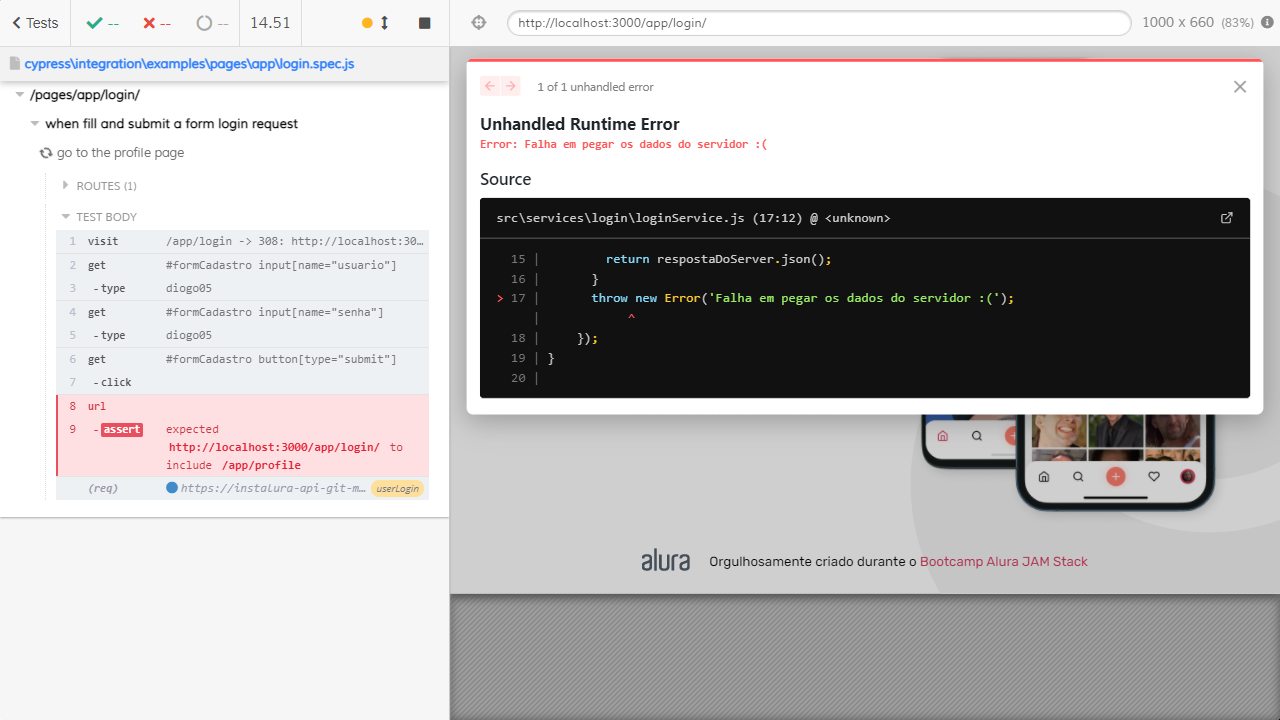 Tests
--
--
--
14.51
http://localhost:3000/app/login/
1000 x 660 (83%)
cypress\integration\examples\pages\app\login.spec.js
/pages/app/login/
when fill and submit a form login request
go to the profile page
ROUTES (1)
TEST BODY
1 visit /app/login -> 308: http://localhost:30...
2 get #formCadastro input[name="usuario"]
3 -type diogo05
4 get #formCadastro input[name="senha"]
5 -type diogo05
6 get #formCadastro button[type="submit"]
7 -click
8 url
9 -assert expected
http://localhost:3000/app/login/ to
include /app/profile
(req) https://instalura-api-git-m... userLogin
1 of 1 unhandled error
Unhandled Runtime Error
Error: Falha em pegar os dados do servidor :(
Source
src\services\login\loginService.js (17:12) @ <unknown>
15 | return respostaDoServer.json();
16 | }
> 17 | throw new Error('Falha em pegar os dados do servidor :(');
| ^
18 | });
19 | }
20 |
alura Orgulhosamente criado durante o Bootcamp Alura JAM Stack